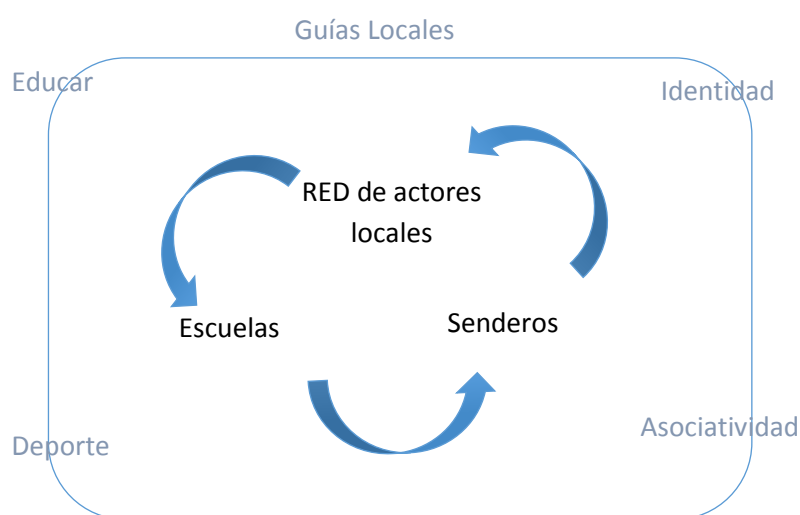 Guías Locales
Educar
Identidad
RED de actores
locales
Escuelas
Senderos
Asociatividad
Deporte